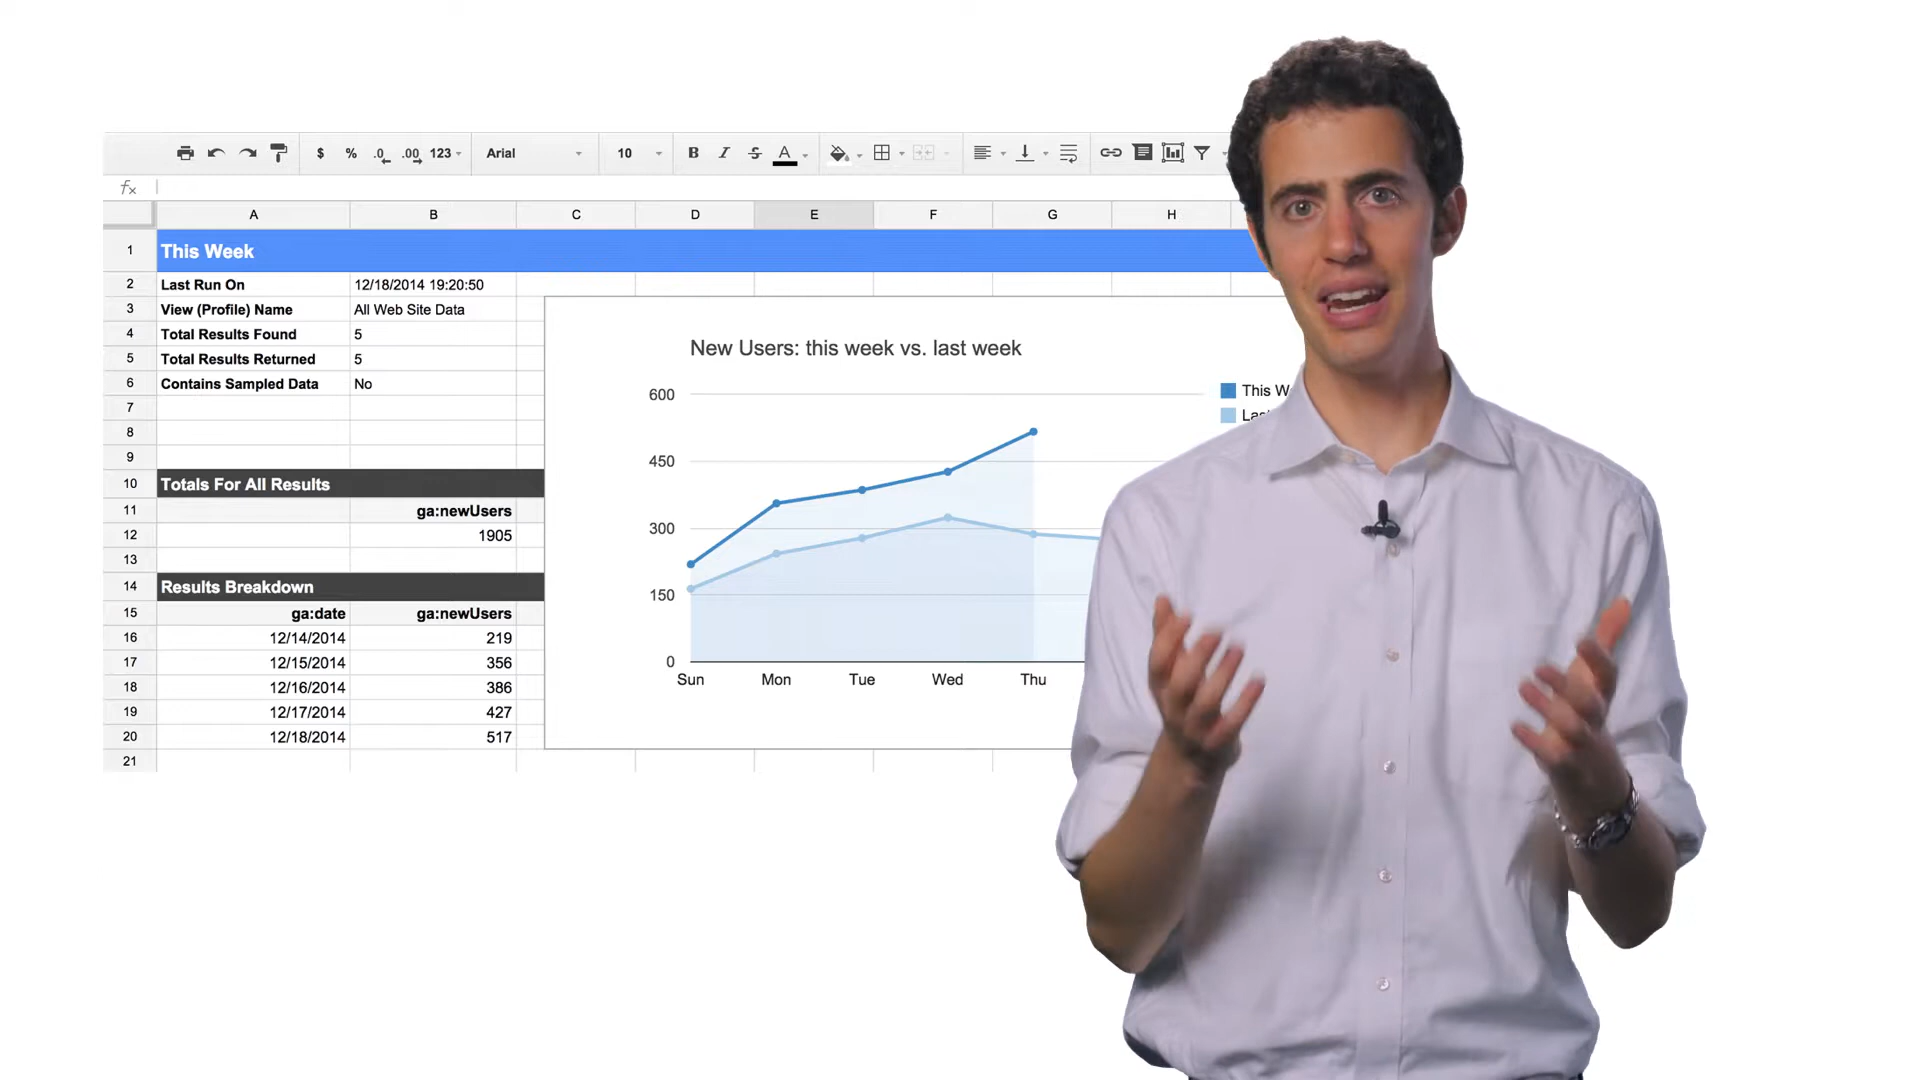 $ % .0 .00 123 Arial 10 B I S A
fx
A B C D E F G H
1 This Week
2 Last Run On 12/18/2014 19:20:50
3 View (Profile) Name All Web Site Data
4 Total Results Found 5
5 Total Results Returned 5
6 Contains Sampled Data No
7
8
9
10 Totals For All Results
11 ga:newUsers
12 1905
13
14 Results Breakdown
15 ga:date ga:newUsers
16 12/14/2014 219
17 12/15/2014 356
18 12/16/2014 386
19 12/17/2014 427
20 12/18/2014 517
21
New Users: this week vs. last week
This W
La
600
450
300
150
0
Sun Mon Tue Wed Thu